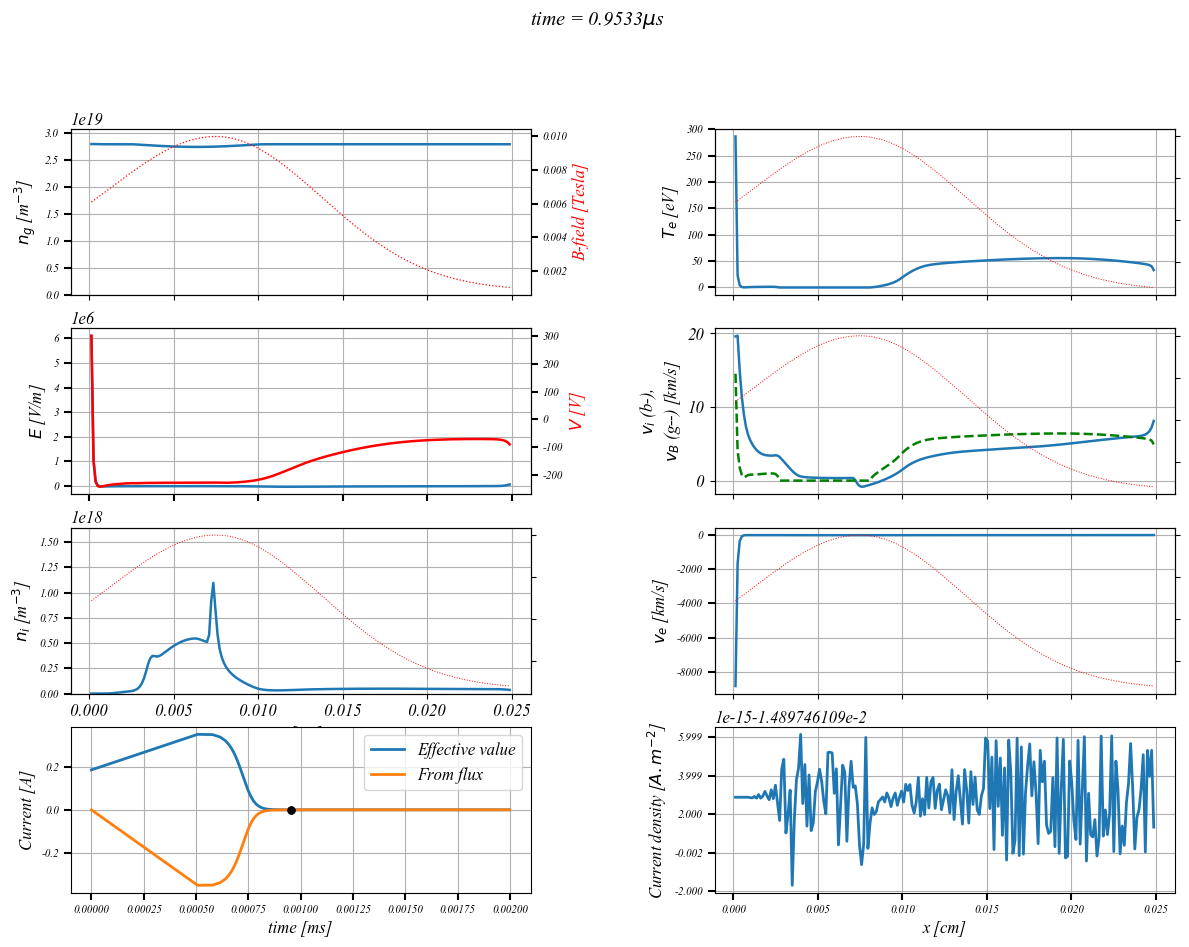 time = 0.9533μs
1e19
n_g [m^−3]
3.0
2.5
2.0
1.5
1.0
0.5
0.0
0.010
0.008
0.006
0.004
0.002
B-field [Tesla]
T_e [eV]
300
250
200
150
100
50
0
1e6
E [V/m]
6
5
4
3
2
1
0
300
200
100
0
-100
-200
V [V]
v_i (b-),
v_B (g--) [km/s]
20
10
0
1e18
n_i [m^−3]
1.50
1.25
1.00
0.75
0.50
0.25
0.00
0.000 0.005 0.010 0.015 0.020 0.025
v_e [km/s]
0
-2000
-4000
-6000
-8000
Current [A]
0.2
0.0
-0.2
Effective value
From flux
0.00000 0.00025 0.00050 0.00075 0.00100 0.00125 0.00150 0.00175 0.00200
time [ms]
1e-15-1.489746109e-2
Current density [A.m^−2]
5.999
3.999
2.000
-0.002
-2.000
0.000 0.005 0.010 0.015 0.020 0.025
x [cm]